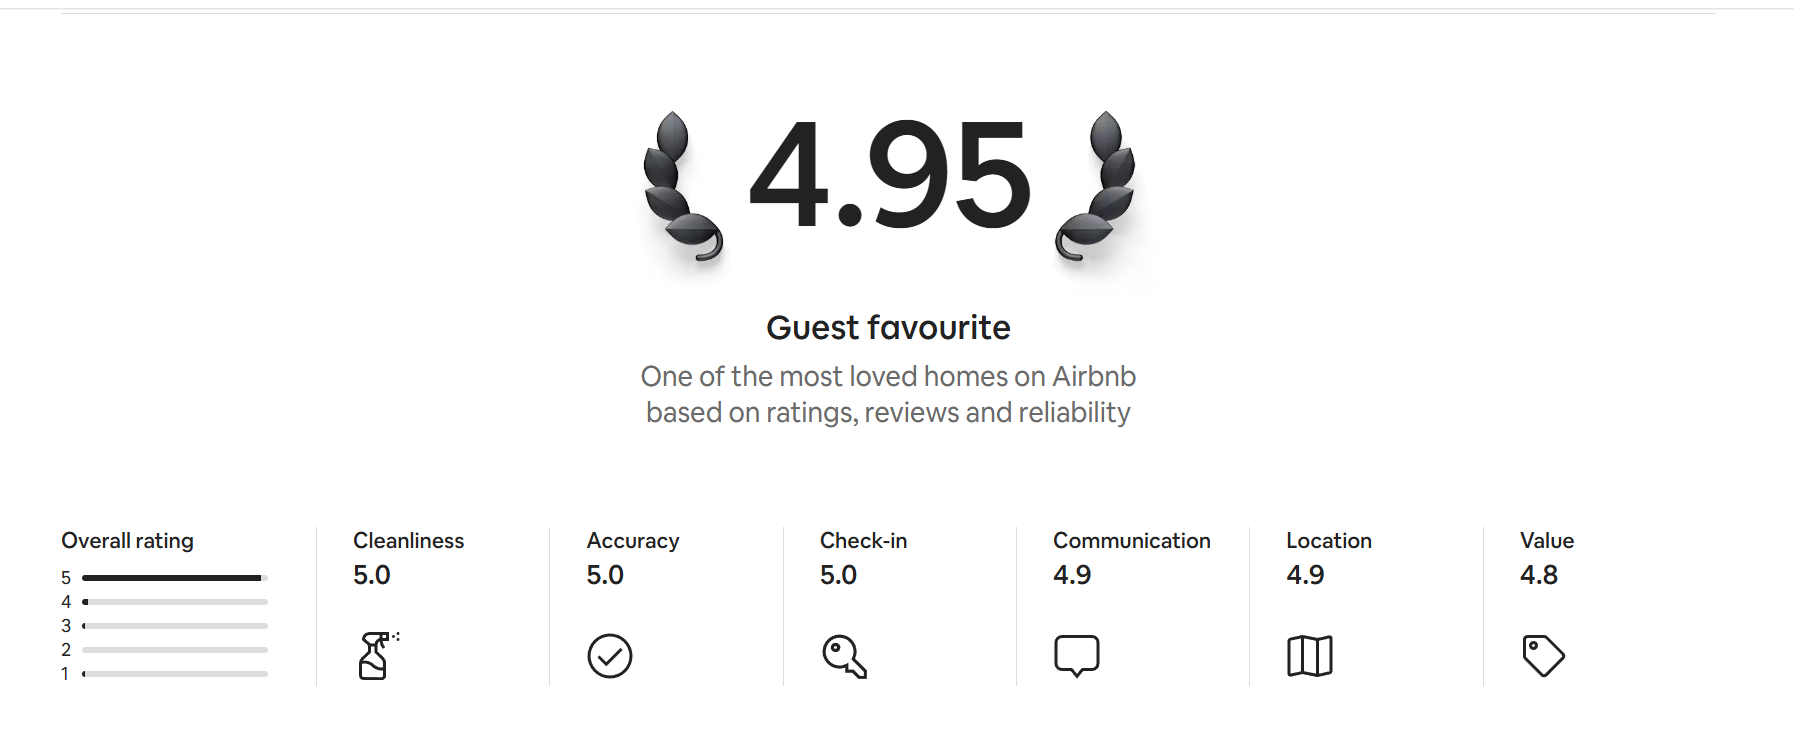 4.95
Guest favourite
One of the most loved homes on Airbnb
based on ratings, reviews and reliability
Overall rating
5
4
3
2
1
Cleanliness
5.0
Accuracy
5.0
Check-in
5.0
Communication
4.9
Location
4.9
Value
4.8